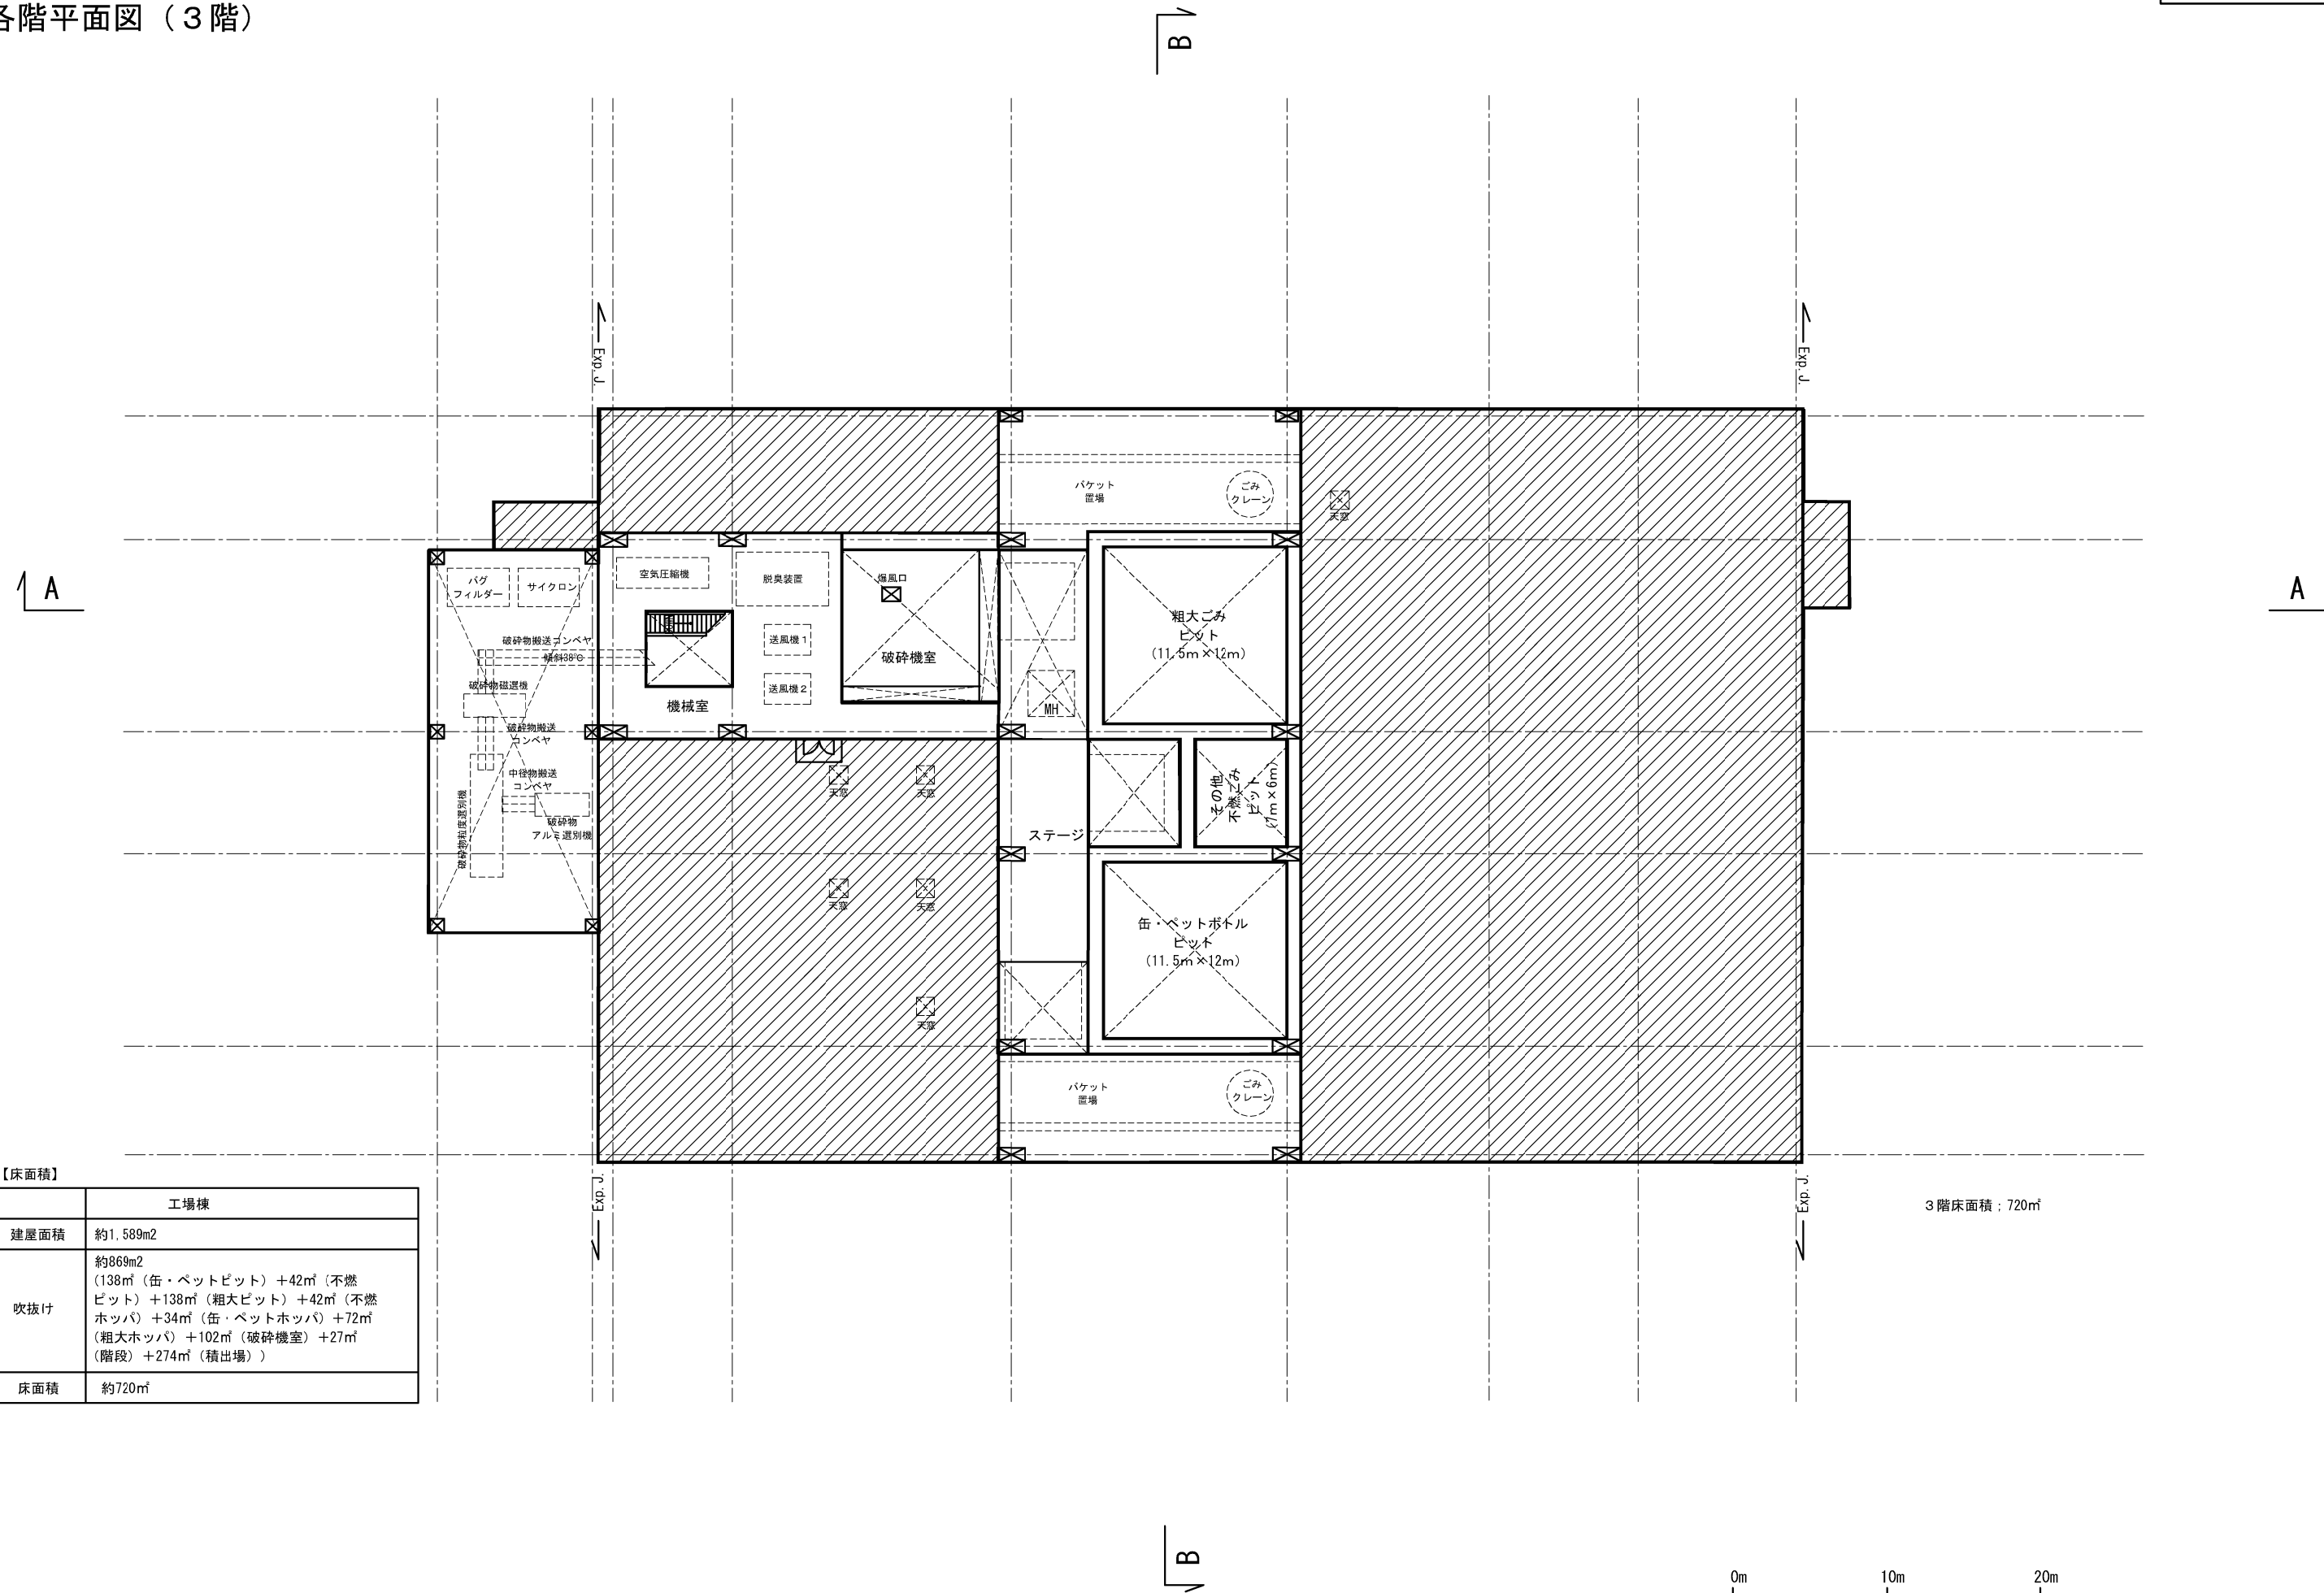 各階平面図（３階）
B
Exp. J.
Exp. J.
バケット
置場
ごみ
クレーン
天窓
A
A
バグ
フィルダー
サイクロン
空気圧縮機
脱臭装置
爆風口
破砕物搬送コンベヤ
傾斜38℃
送風機１
破砕機室
粗大ごみ
ピット
(11.5m×12m)
破砕物磁選機
送風機２
機械室
MH
破砕物搬送
コンベヤ
中径物搬送
コンベヤ
破砕物粒度選別機
破砕物
アルミ選別機
天窓
天窓
その他
不燃ごみ
ピット
(7m×6m)
ステージ
天窓
天窓
缶・ペットボトル
ピット
(11.5m×12m)
天窓
バケット
置場
ごみ
クレーン
Exp. J.
Exp. J.
【床面積】
工場棟
建屋面積
約1,589m2
吹抜け
約869m2
(138㎡（缶・ペットピット）＋42㎡（不燃
ピット）＋138㎡（粗大ピット）＋42㎡（不燃
ホッパ）＋34㎡（缶・ペットホッパ）＋72㎡
（粗大ホッパ）＋102㎡（破砕機室）＋27㎡
（階段）＋274㎡（積出場））
床面積
約720㎡
３階床面積；720㎡
B
0m
10m
20m